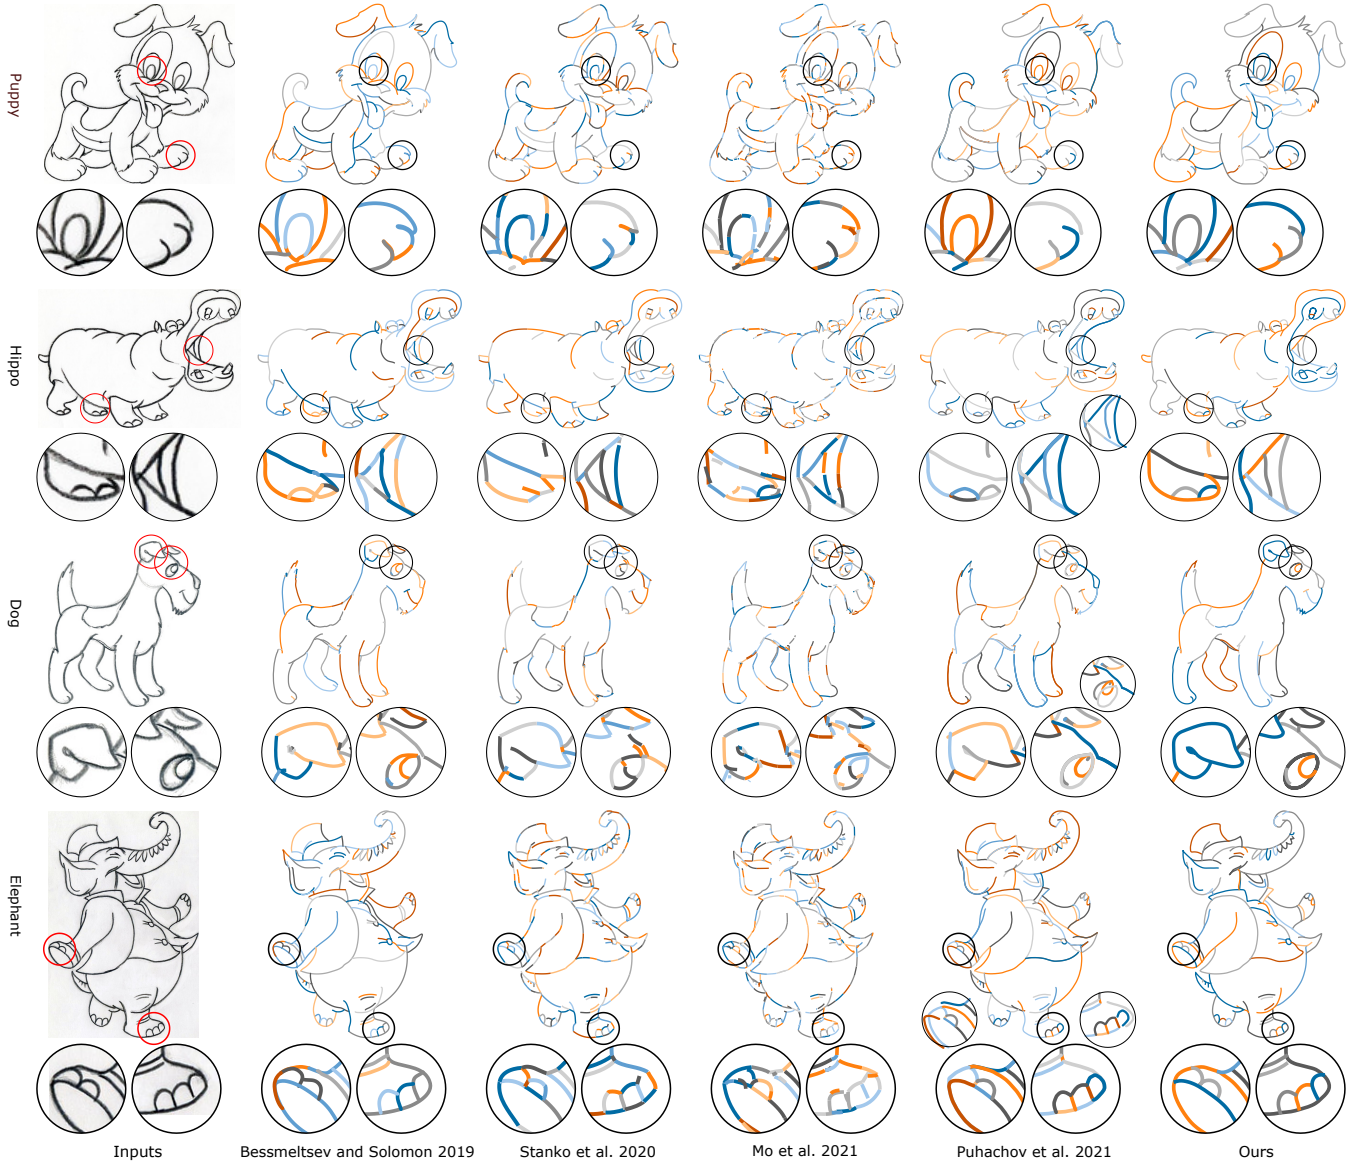 Puppy
Hippo
Dog
Elephant
Inputs
Bessmeltsev and Solomon 2019
Stanko et al. 2020
Mo et al. 2021
Puhachov et al. 2021
Ours